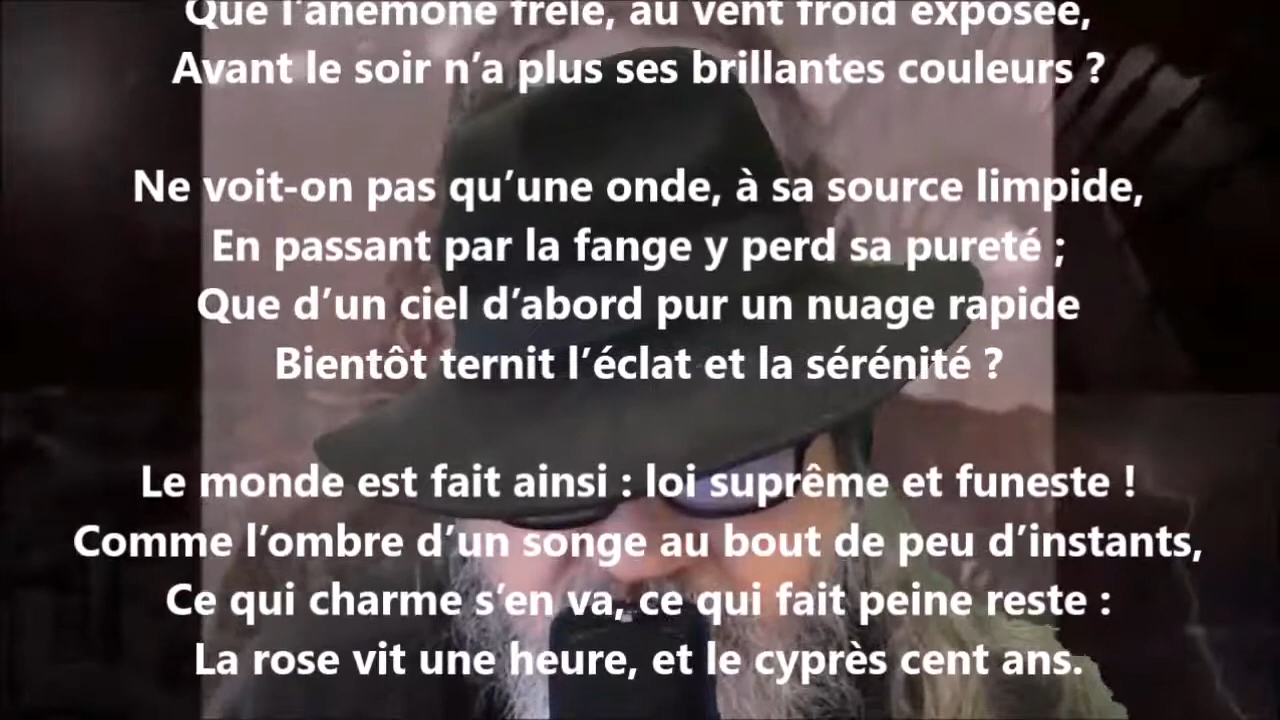 Que l’anémone frêle, au vent froid exposée,
Avant le soir n’a plus ses brillantes couleurs ?
Ne voit-on pas qu’une onde, à sa source limpide,
En passant par la fange y perd sa pureté ;
Que d’un ciel d’abord pur un nuage rapide
Bientôt ternit l’éclat et la sérénité ?
Le monde est fait ainsi : loi suprême et funeste !
Comme l’ombre d’un songe au bout de peu d’instants,
Ce qui charme s’en va, ce qui fait peine reste :
La rose vit une heure, et le cyprès cent ans.